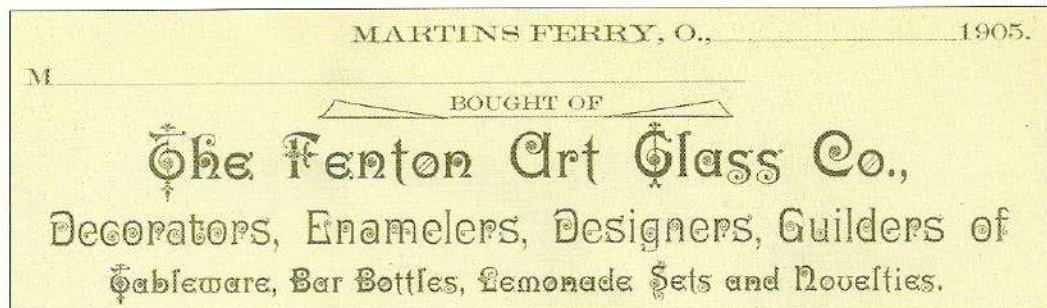 MARTINS FERRY, O., 1905.
M
BOUGHT OF
The Fenton Art Glass Co.,
Decorators, Enamelers, Designers, Guilders of
Tableware, Bar Bottles, Lemonade Sets and Novelties.